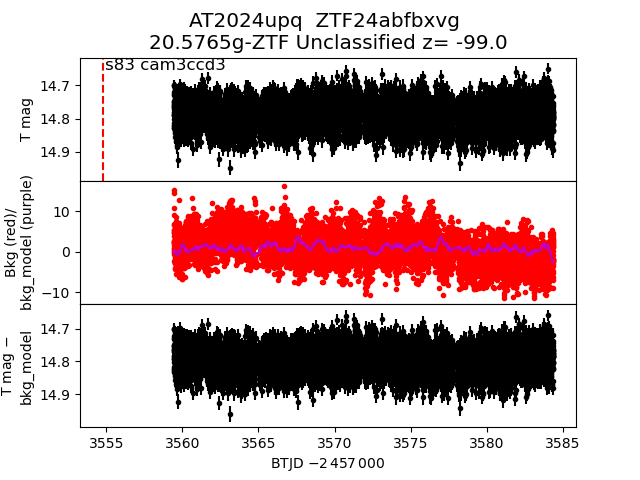 AT2024upq  ZTF24abfbxvg
20.5765g-ZTF Unclassified z= -99.0
s83 cam3ccd3
T mag
14.7
14.8
14.9
Bkg (red)/
bkg_model (purple)
10
0
−10
T mag −
bkg_model
14.7
14.8
14.9
3555 3560 3565 3570 3575 3580 3585
BTJD −2 457 000